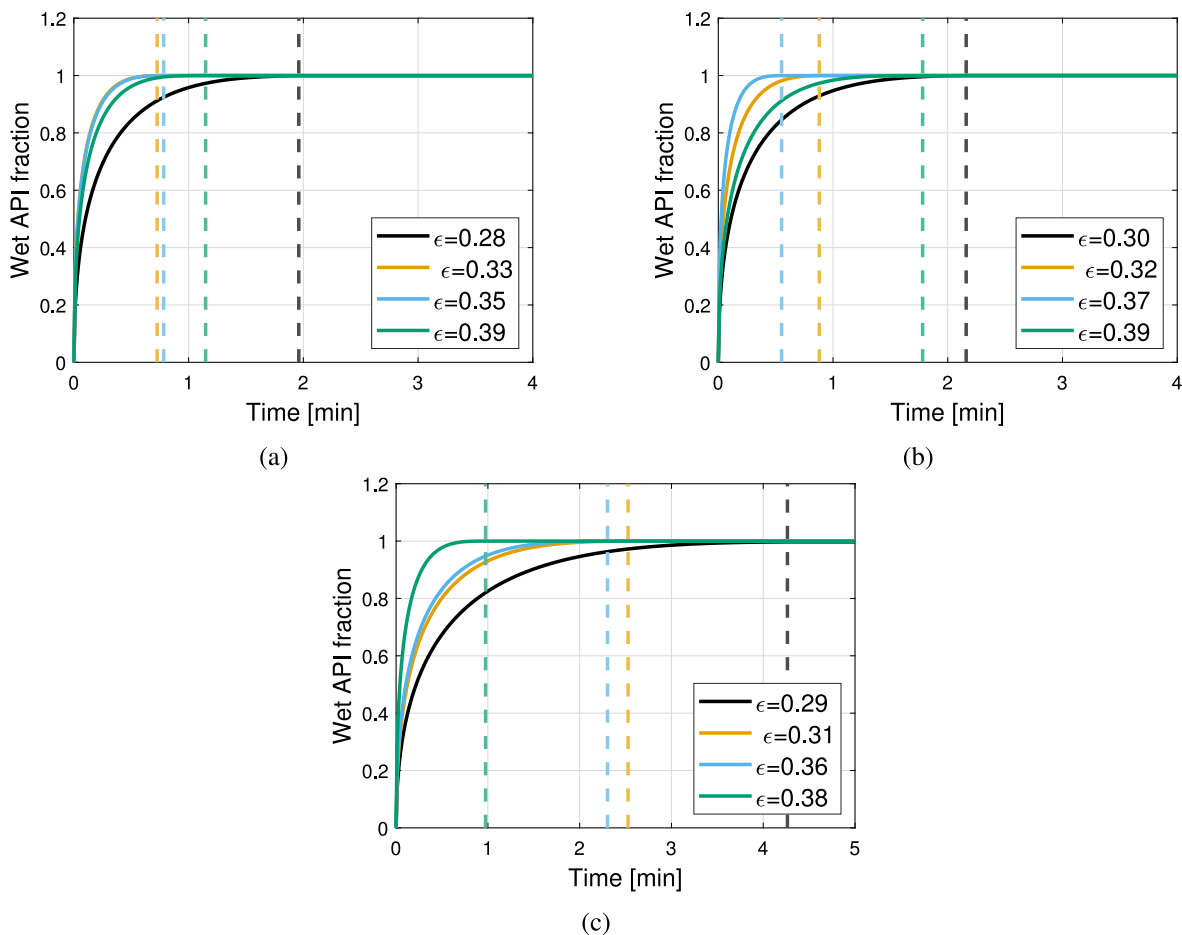 1.2
1
0.8
0.6
0.4
0.2
0
Wet API fraction
ϵ=0.28
ϵ=0.33
ϵ=0.35
ϵ=0.39
0 1 2 3 4
Time [min]
(a)
1.2
1
0.8
0.6
0.4
0.2
0
Wet API fraction
ϵ=0.30
ϵ=0.32
ϵ=0.37
ϵ=0.39
0 1 2 3 4
Time [min]
(b)
1.2
1
0.8
0.6
0.4
0.2
0
Wet API fraction
ϵ=0.29
ϵ=0.31
ϵ=0.36
ϵ=0.38
0 1 2 3 4 5
Time [min]
(c)